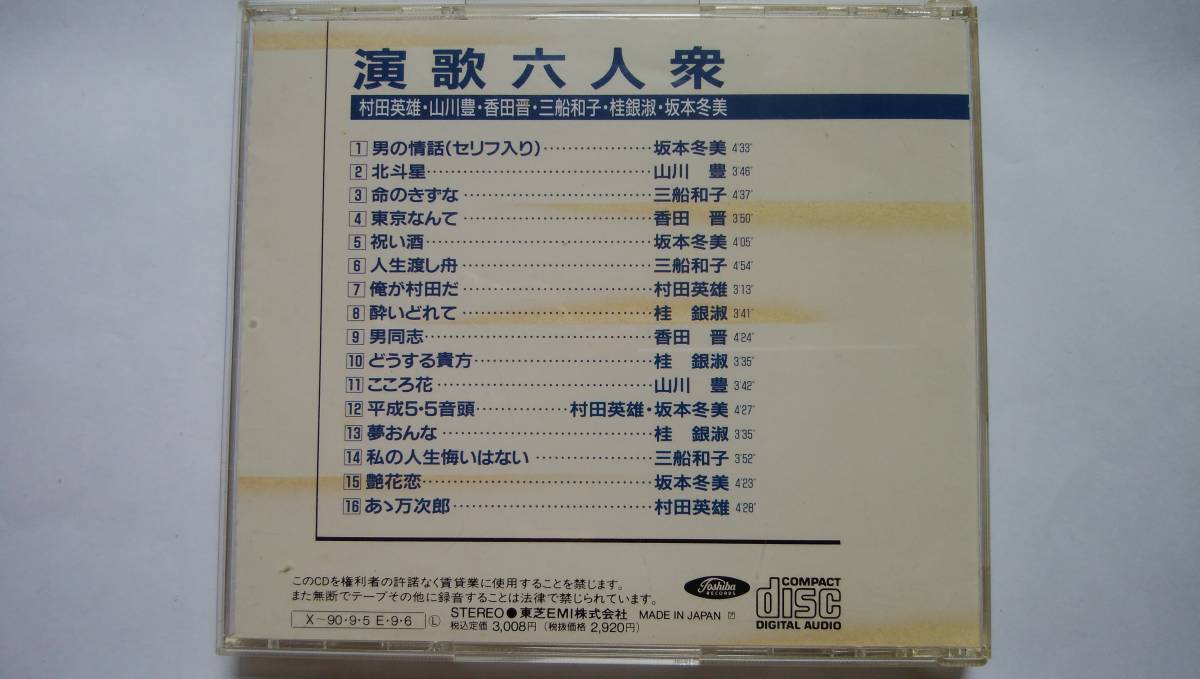 演歌六人衆
村田英雄・山川豊・香田晋・三船和子・桂銀淑・坂本冬美
1 男の情話(セリフ入り)……………… 坂本冬美 4'33"
2 北斗星……………… 山川 豊 3'46"
3 命のきずな……………… 三船和子 4'37"
4 東京なんて……………… 香田 晋 3'50"
5 祝い酒……………… 坂本冬美 4'05"
6 人生渡し舟……………… 三船和子 4'54"
7 俺が村田だ……………… 村田英雄 3'13"
8 酔いどれて……………… 桂 銀淑 3'41"
9 男同志……………… 香田 晋 4'24"
10 どうする貴方……………… 桂 銀淑 3'35"
11 こころ花……………… 山川 豊 3'42"
12 平成5・5音頭…………… 村田英雄・坂本冬美 4'27"
13 夢おんな……………… 桂 銀淑 3'35"
14 私の人生悔いはない……………… 三船和子 3'52"
15 艶花恋……………… 坂本冬美 4'23"
16 あゝ万次郎……………… 村田英雄 4'28"
このCDを権利者の許諾なく賃貸業に使用することを禁じます。
また無断でテープその他に録音することは法律で禁じられています。
X〜90・9・5 E・9・6 Ⓛ STEREO●東芝EMI株式会社 MADE IN JAPAN
税込定価 3,008円 (税抜価格 2,920円)
Toshiba RECORDS
COMPACT disc DIGITAL AUDIO